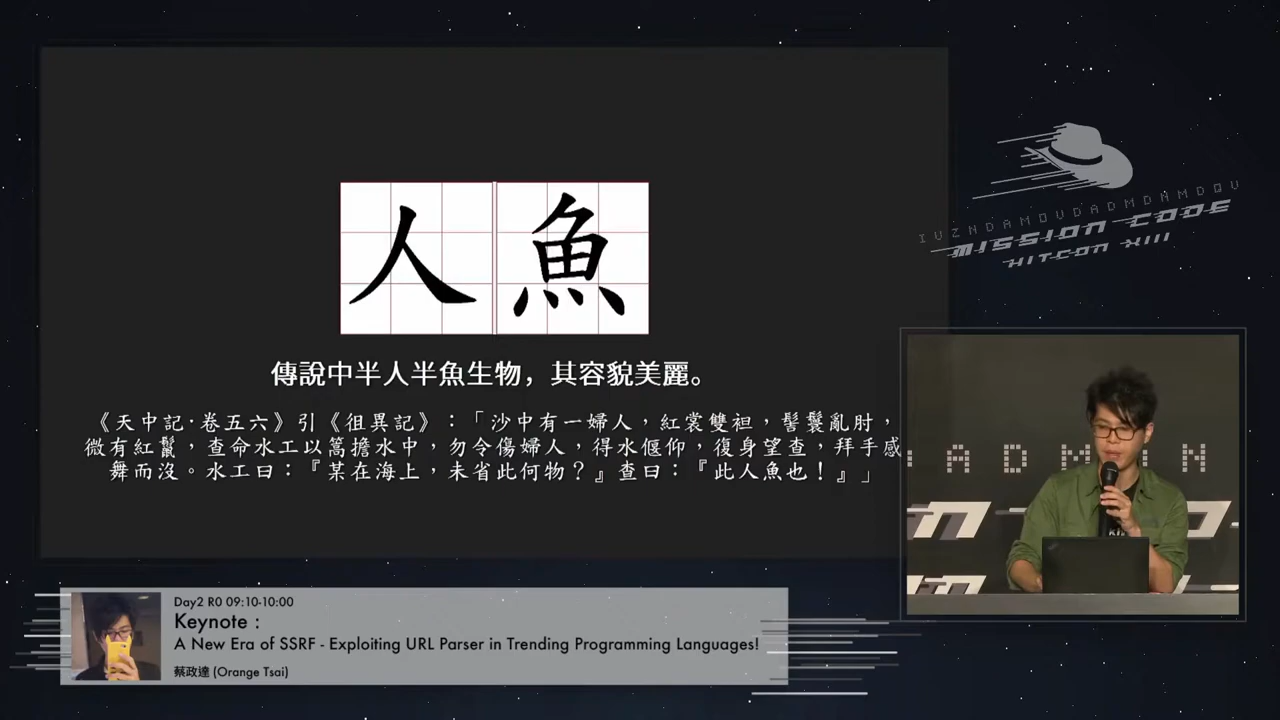 人魚
傳說中半人半魚生物，其容貌美麗。
《天中記·卷五六》引《徂異記》：「沙中有一婦人，紅裳雙袒，髻鬟亂肘，
微有紅鬣，查命水工以篙擔水中，勿令傷婦人，得水偃仰，復身望查，拜手感
舞而沒。水工曰：『某在海上，未省此何物？』查曰：『此人魚也！』」
MISSION CODE
HITCON XIII
ADM N
Day2 R0 09:10-10:00
Keynote :
A New Era of SSRF - Exploiting URL Parser in Trending Programming Languages!
蔡政達 (Orange Tsai)